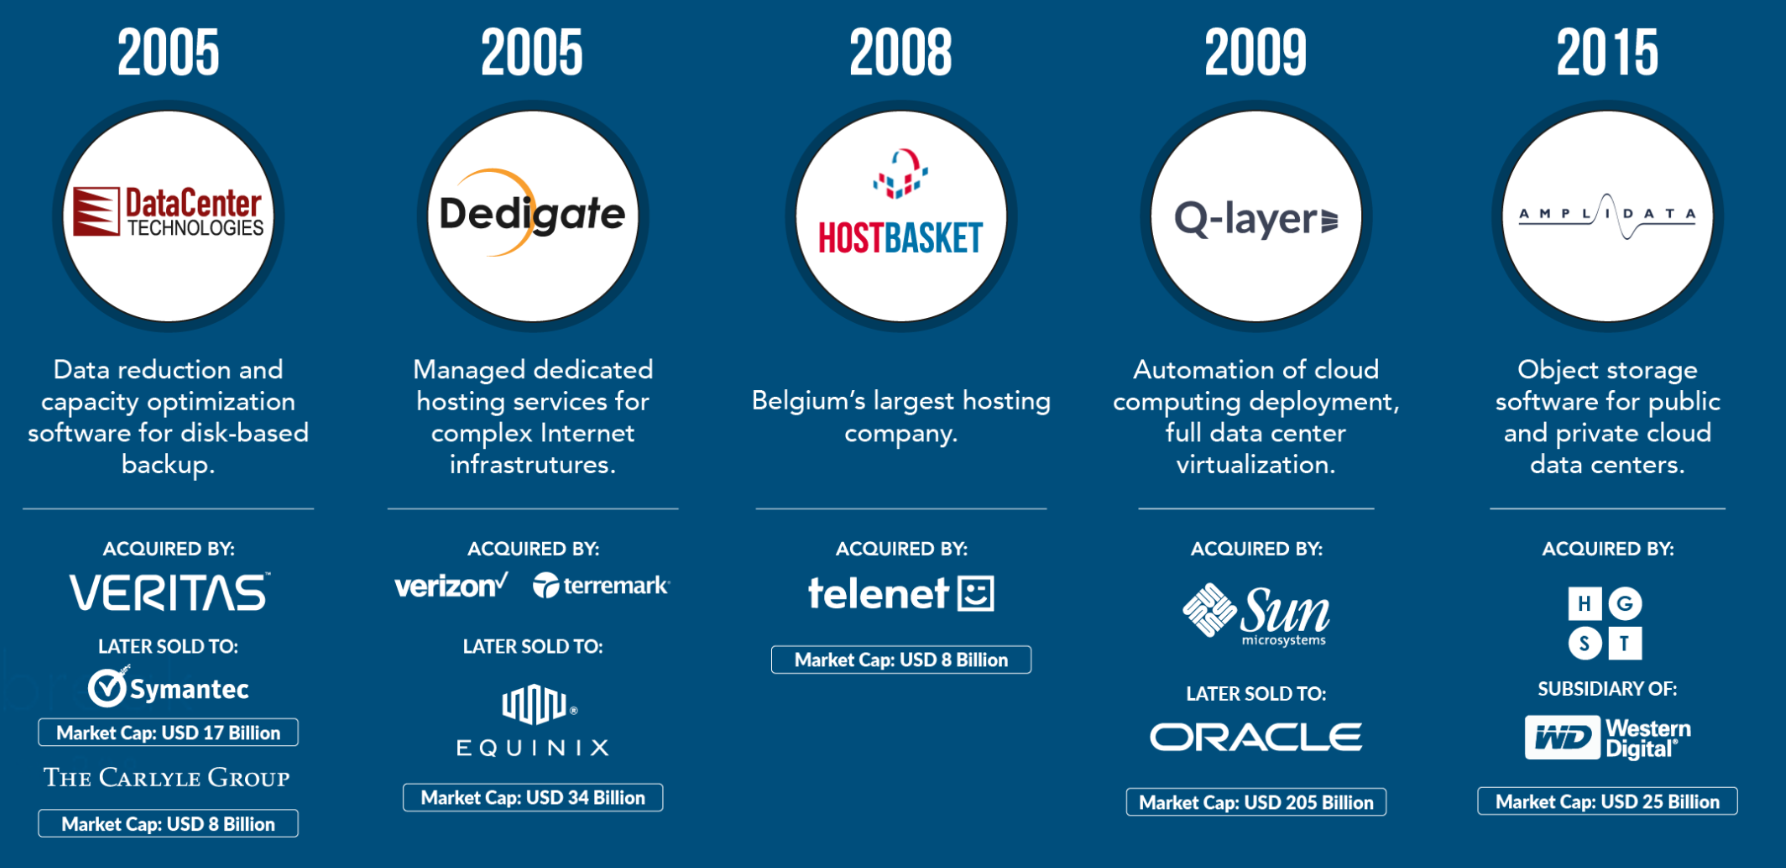 2005
DataCenter
TECHNOLOGIES
Data reduction and
capacity optimization
software for disk-based
backup.
ACQUIRED BY:
VERITAS™
LATER SOLD TO:
Symantec
Market Cap: USD 17 Billion
THE CARLYLE GROUP
Market Cap: USD 8 Billion
2005
Dedigate
Managed dedicated
hosting services for
complex Internet
infrastrutures.
ACQUIRED BY:
verizon terremark
LATER SOLD TO:
EQUINIX®
Market Cap: USD 34 Billion
2008
HOSTBASKET
Belgium's largest hosting
company.
ACQUIRED BY:
telenet
Market Cap: USD 8 Billion
2009
Q-layer
Automation of cloud
computing deployment,
full data center
virtualization.
ACQUIRED BY:
Sun
microsystems
LATER SOLD TO:
ORACLE
Market Cap: USD 205 Billion
2015
AMPLIDATA
Object storage
software for public
and private cloud
data centers.
ACQUIRED BY:
H G
S T
SUBSIDIARY OF:
WD Western
Digital®
Market Cap: USD 25 Billion